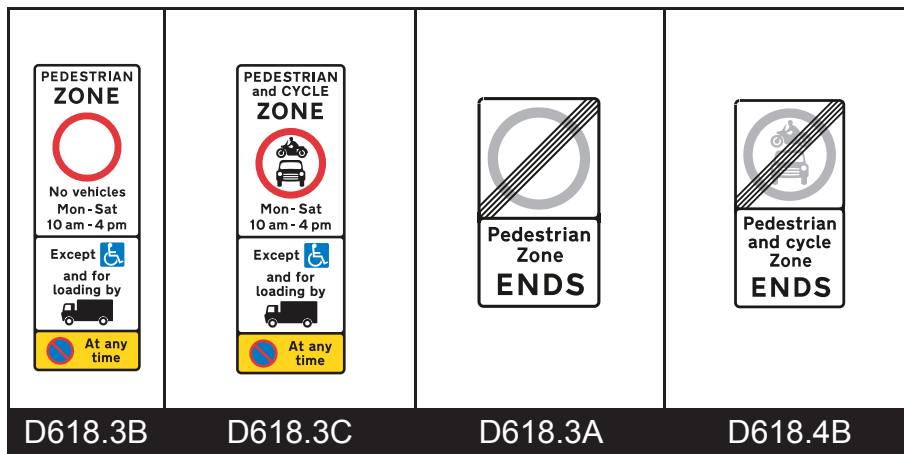 PEDESTRIAN
ZONE
No vehicles
Mon-Sat
10 am-4 pm
Except
and for
loading by
At any
time
PEDESTRIAN
and CYCLE
ZONE
Mon-Sat
10 am-4 pm
Except
and for
loading by
At any
time
Pedestrian
Zone
ENDS
Pedestrian
and cycle
Zone
ENDS
D618.3B
D618.3C
D618.3A
D618.4B